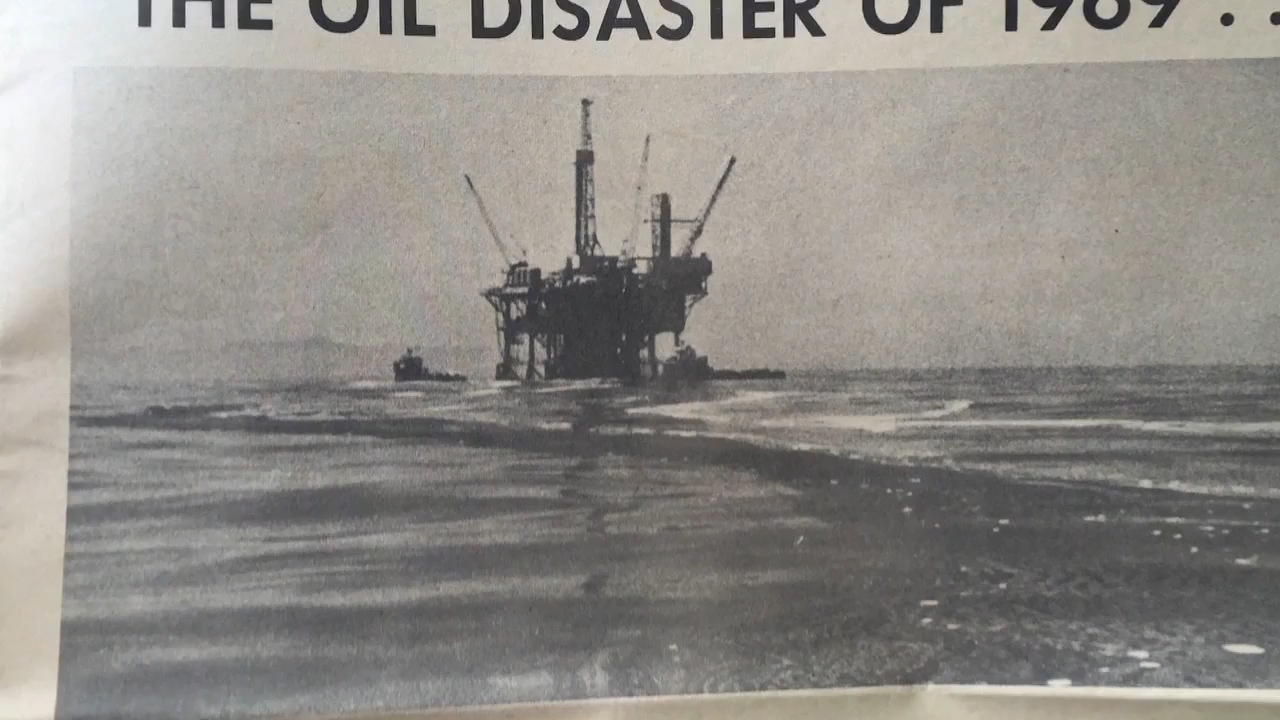 THE OIL DISASTER OF 1969 . .